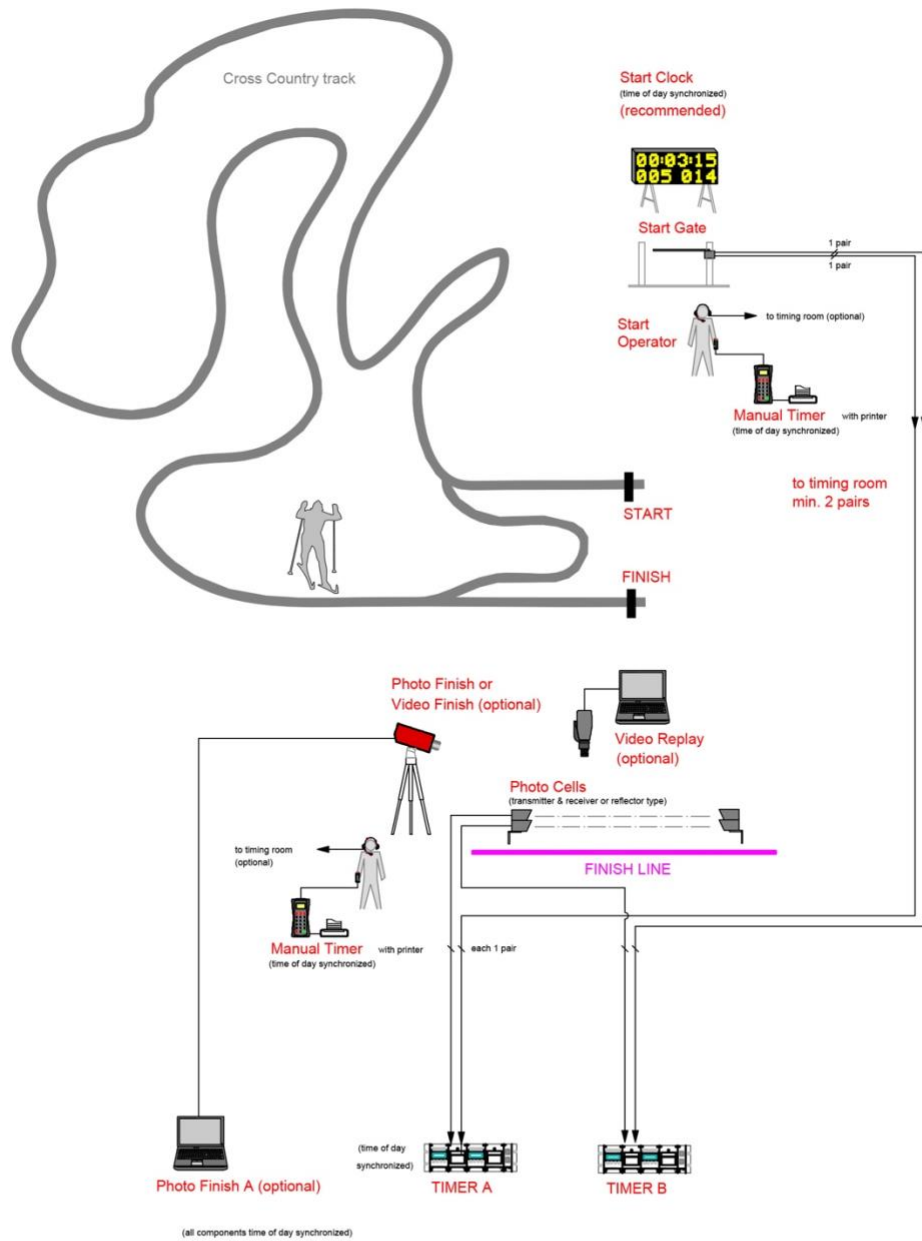 Cross Country track
Start Clock
(time of day synchronized)
(recommended)
00:03:15
005 014
Start Gate
1 pair
1 pair
Start
Operator
to timing room (optional)
Manual Timer with printer
(time of day synchronized)
to timing room
min. 2 pairs
START
FINISH
Photo Finish or
Video Finish (optional)
Video Replay
(optional)
Photo Cells
(transmitter & receiver or reflector type)
FINISH LINE
to timing room
(optional)
Manual Timer with printer
(time of day synchronized)
each 1 pair
(time of day
synchronized)
Photo Finish A (optional)
TIMER A
TIMER B
(all components time of day synchronized)